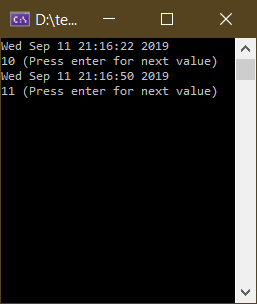 D:\te...
Wed Sep 11 21:16:22 2019
10 (Press enter for next value)
Wed Sep 11 21:16:50 2019
11 (Press enter for next value)